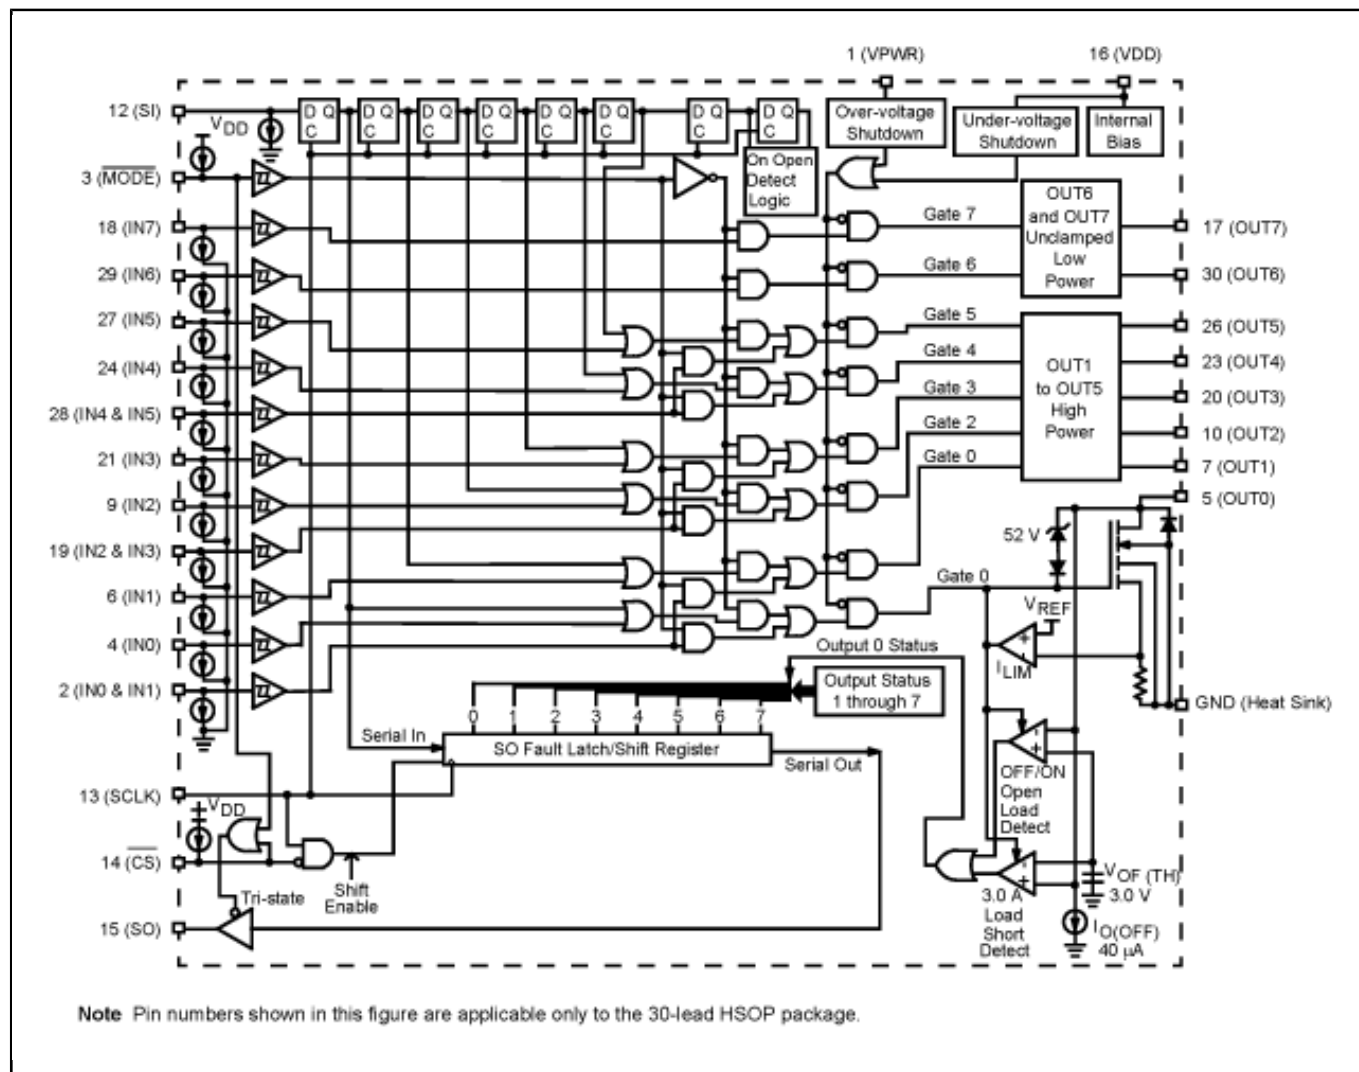 1 (VPWR)
16 (VDD)
12 (SI)
D Q
C
D Q
C
D Q
C
D Q
C
D Q
C
D Q
C
D Q
C
D Q
C
Over-voltage
Shutdown
Under-voltage
Shutdown
Internal
Bias
VDD
On Open
Detect
Logic
3 (MODE)
18 (IN7)
29 (IN6)
27 (IN5)
24 (IN4)
28 (IN4 & IN5)
21 (IN3)
9 (IN2)
19 (IN2 & IN3)
6 (IN1)
4 (IN0)
2 (IN0 & IN1)
Gate 7
Gate 6
Gate 5
Gate 4
Gate 3
Gate 2
Gate 0
Gate 0
OUT6
and OUT7
Unclamped
Low
Power
OUT1
to OUT5
High
Power
17 (OUT7)
30 (OUT6)
26 (OUT5)
23 (OUT4)
20 (OUT3)
10 (OUT2)
7 (OUT1)
5 (OUT0)
52 V
VREF
+
-
ILIM
GND (Heat Sink)
Output 0 Status
Output Status
1 through 7
0 1 2 3 4 5 6 7
Serial In
SO Fault Latch/Shift Register
Serial Out
-
+
OFF/ON
Open
Load
Detect
13 (SCLK)
+
VDD
14 (CS)
Tri-state
Shift
Enable
15 (SO)
-
+
3.0 A
Load
Short
Detect
VOF (TH)
3.0 V
IO(OFF)
40 μA
Note Pin numbers shown in this figure are applicable only to the 30-lead HSOP package.